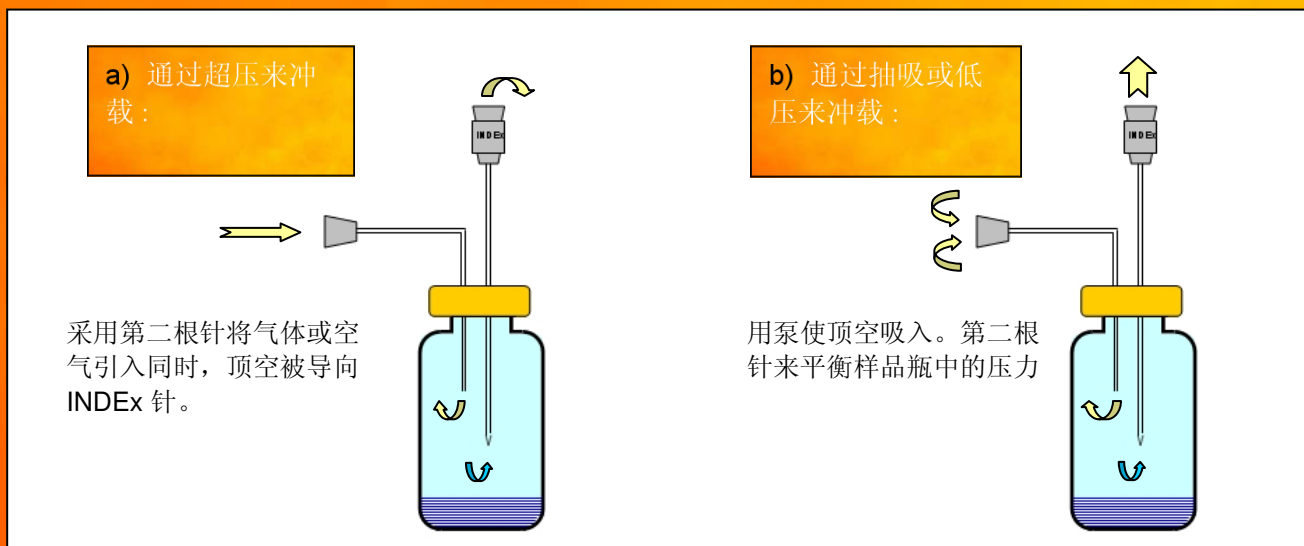 a) 通过超压来冲
载：
INDEx
采用第二根针将气体或空
气引入同时，顶空被导向
INDEx 针。
b) 通过抽吸或低
压来冲载：
INDEx
用泵使顶空吸入。第二根
针来平衡样品瓶中的压力